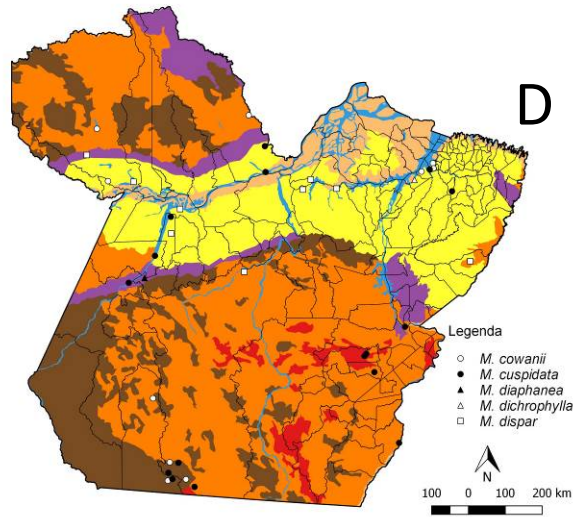 D
Legenda
M. cowanii
M. cuspidata
M. diaphanea
M. dichrophylla
M. dispar
N
100 0 100 200 km